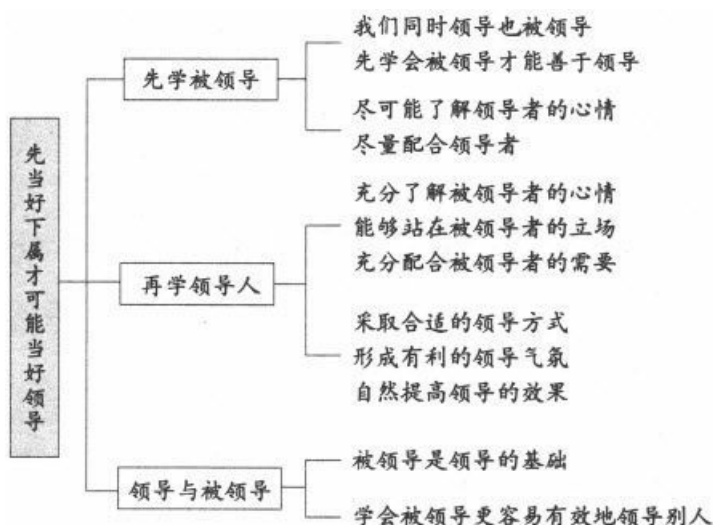 先当好下属才可能当好领导
先学被领导
我们同时领导也被领导
先学会被领导才能善于领导
尽可能了解领导者的心情
尽量配合领导者
再学领导人
充分了解被领导者的心情
能够站在被领导者的立场
充分配合被领导者的需要
采取合适的领导方式
形成有利的领导气氛
自然提高领导的效果
领导与被领导
被领导是领导的基础
学会被领导更容易有效地领导别人